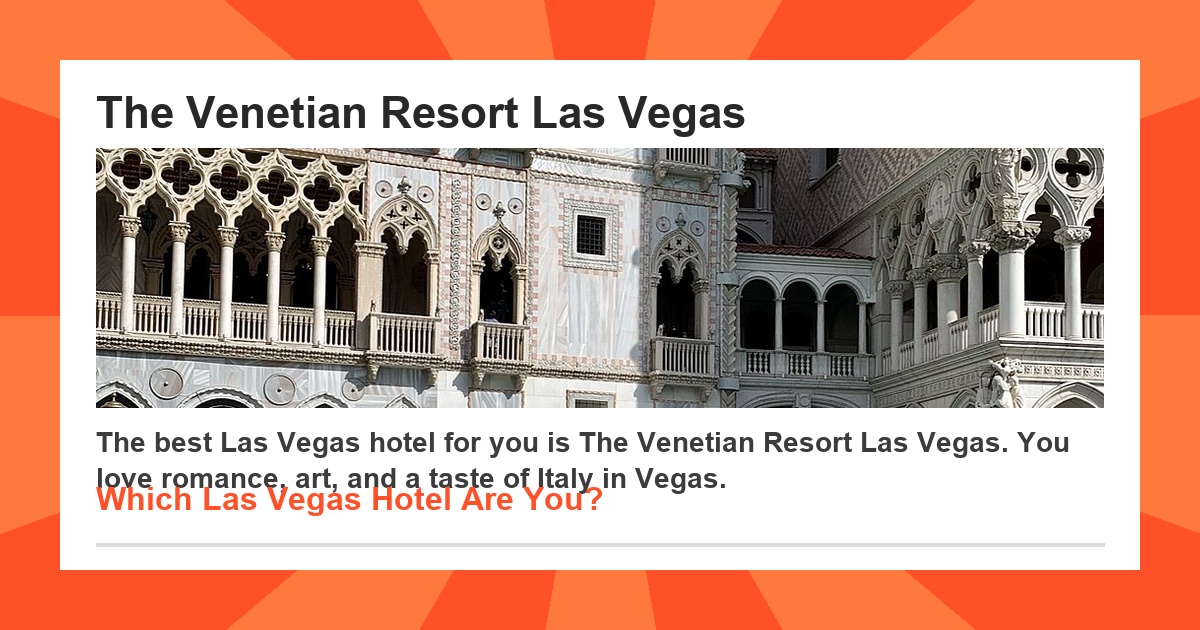 The Venetian Resort Las Vegas
The best Las Vegas hotel for you is The Venetian Resort Las Vegas. You
love romance, art, and a taste of Italy in Vegas.
Which Las Vegas Hotel Are You?